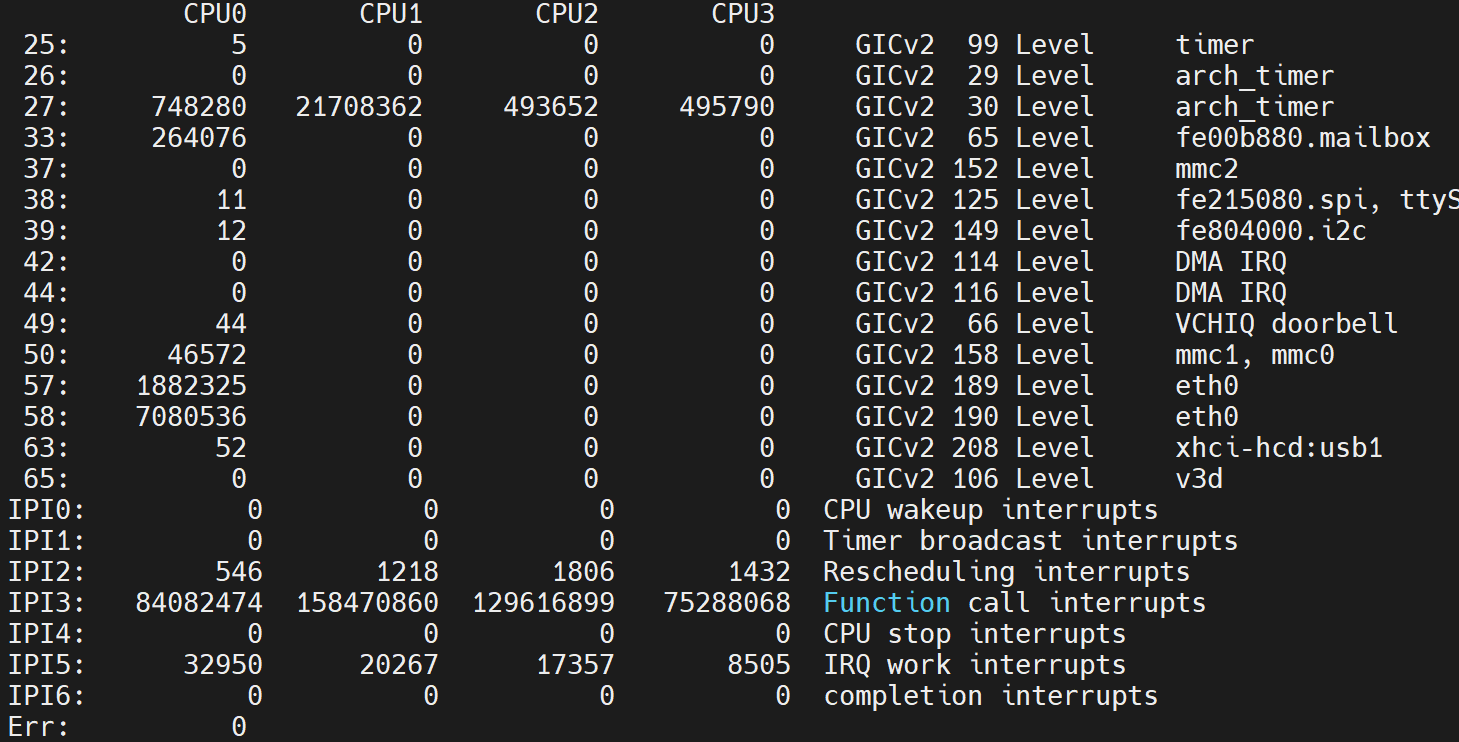 CPU0 CPU1 CPU2 CPU3
25: 5 0 0 0 GICv2 99 Level timer
26: 0 0 0 0 GICv2 29 Level arch_timer
27: 748280 21708362 493652 495790 GICv2 30 Level arch_timer
33: 264076 0 0 0 GICv2 65 Level fe00b880.mailbox
37: 0 0 0 0 GICv2 152 Level mmc2
38: 11 0 0 0 GICv2 125 Level fe215080.spi, ttyS
39: 12 0 0 0 GICv2 149 Level fe804000.i2c
42: 0 0 0 0 GICv2 114 Level DMA IRQ
44: 0 0 0 0 GICv2 116 Level DMA IRQ
49: 44 0 0 0 GICv2 66 Level VCHIQ doorbell
50: 46572 0 0 0 GICv2 158 Level mmc1, mmc0
57: 1882325 0 0 0 GICv2 189 Level eth0
58: 7080536 0 0 0 GICv2 190 Level eth0
63: 52 0 0 0 GICv2 208 Level xhci-hcd:usb1
65: 0 0 0 0 GICv2 106 Level v3d
IPI0: 0 0 0 0 CPU wakeup interrupts
IPI1: 0 0 0 0 Timer broadcast interrupts
IPI2: 546 1218 1806 1432 Rescheduling interrupts
IPI3: 84082474 158470860 129616899 75288068 Function call interrupts
IPI4: 0 0 0 0 CPU stop interrupts
IPI5: 32950 20267 17357 8505 IRQ work interrupts
IPI6: 0 0 0 0 completion interrupts
Err: 0